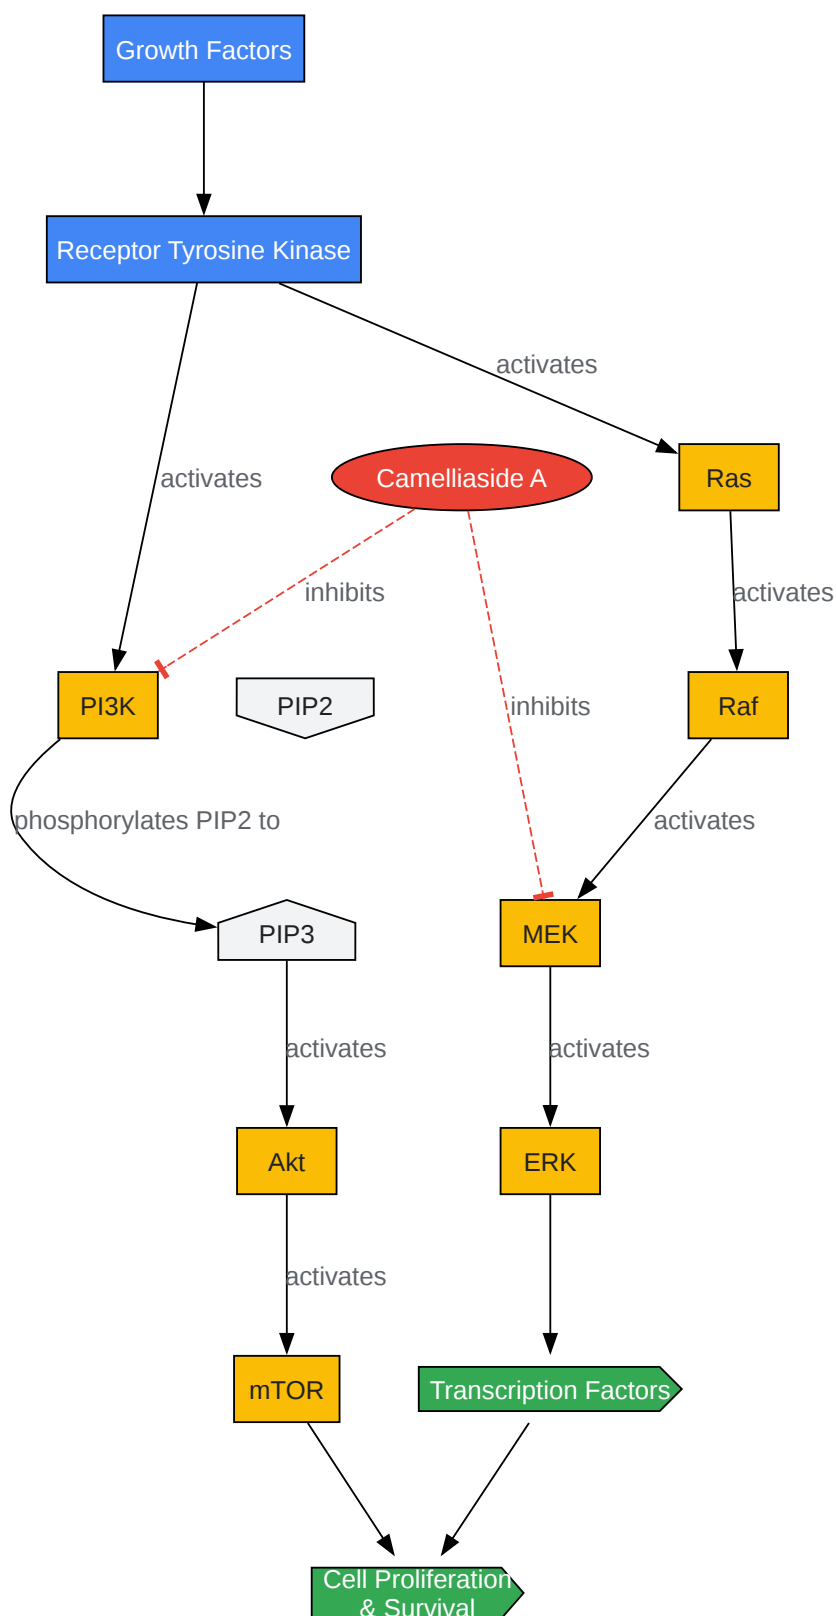 Growth Factors
Receptor Tyrosine Kinase
activates
activates
Camelliaside A
Ras
inhibits
activates
PI3K
PIP2
inhibits
Raf
phosphorylates PIP2 to
activates
PIP3
MEK
activates
activates
Akt
ERK
activates
mTOR
Transcription Factors
Cell Proliferation
& Survival